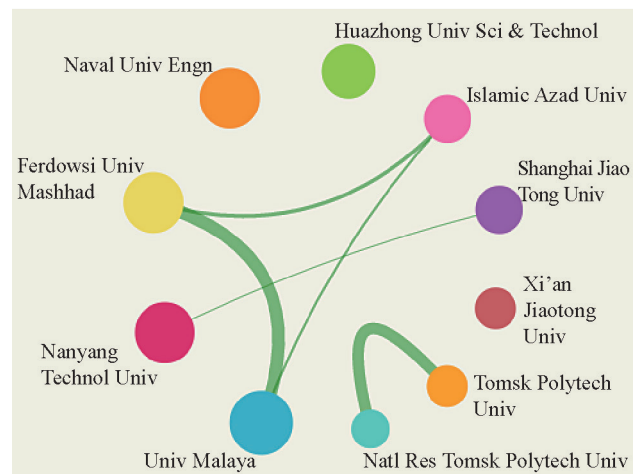 Huazhong Univ Sci & Technol
Naval Univ Engn
Islamic Azad Univ
Ferdowsi Univ
Mashhad
Shanghai Jiao
Tong Univ
Xi’an
Jiaotong
Univ
Nanyang
Technol Univ
Tomsk Polytech
Univ
Univ Malaya
Natl Res Tomsk Polytech Univ